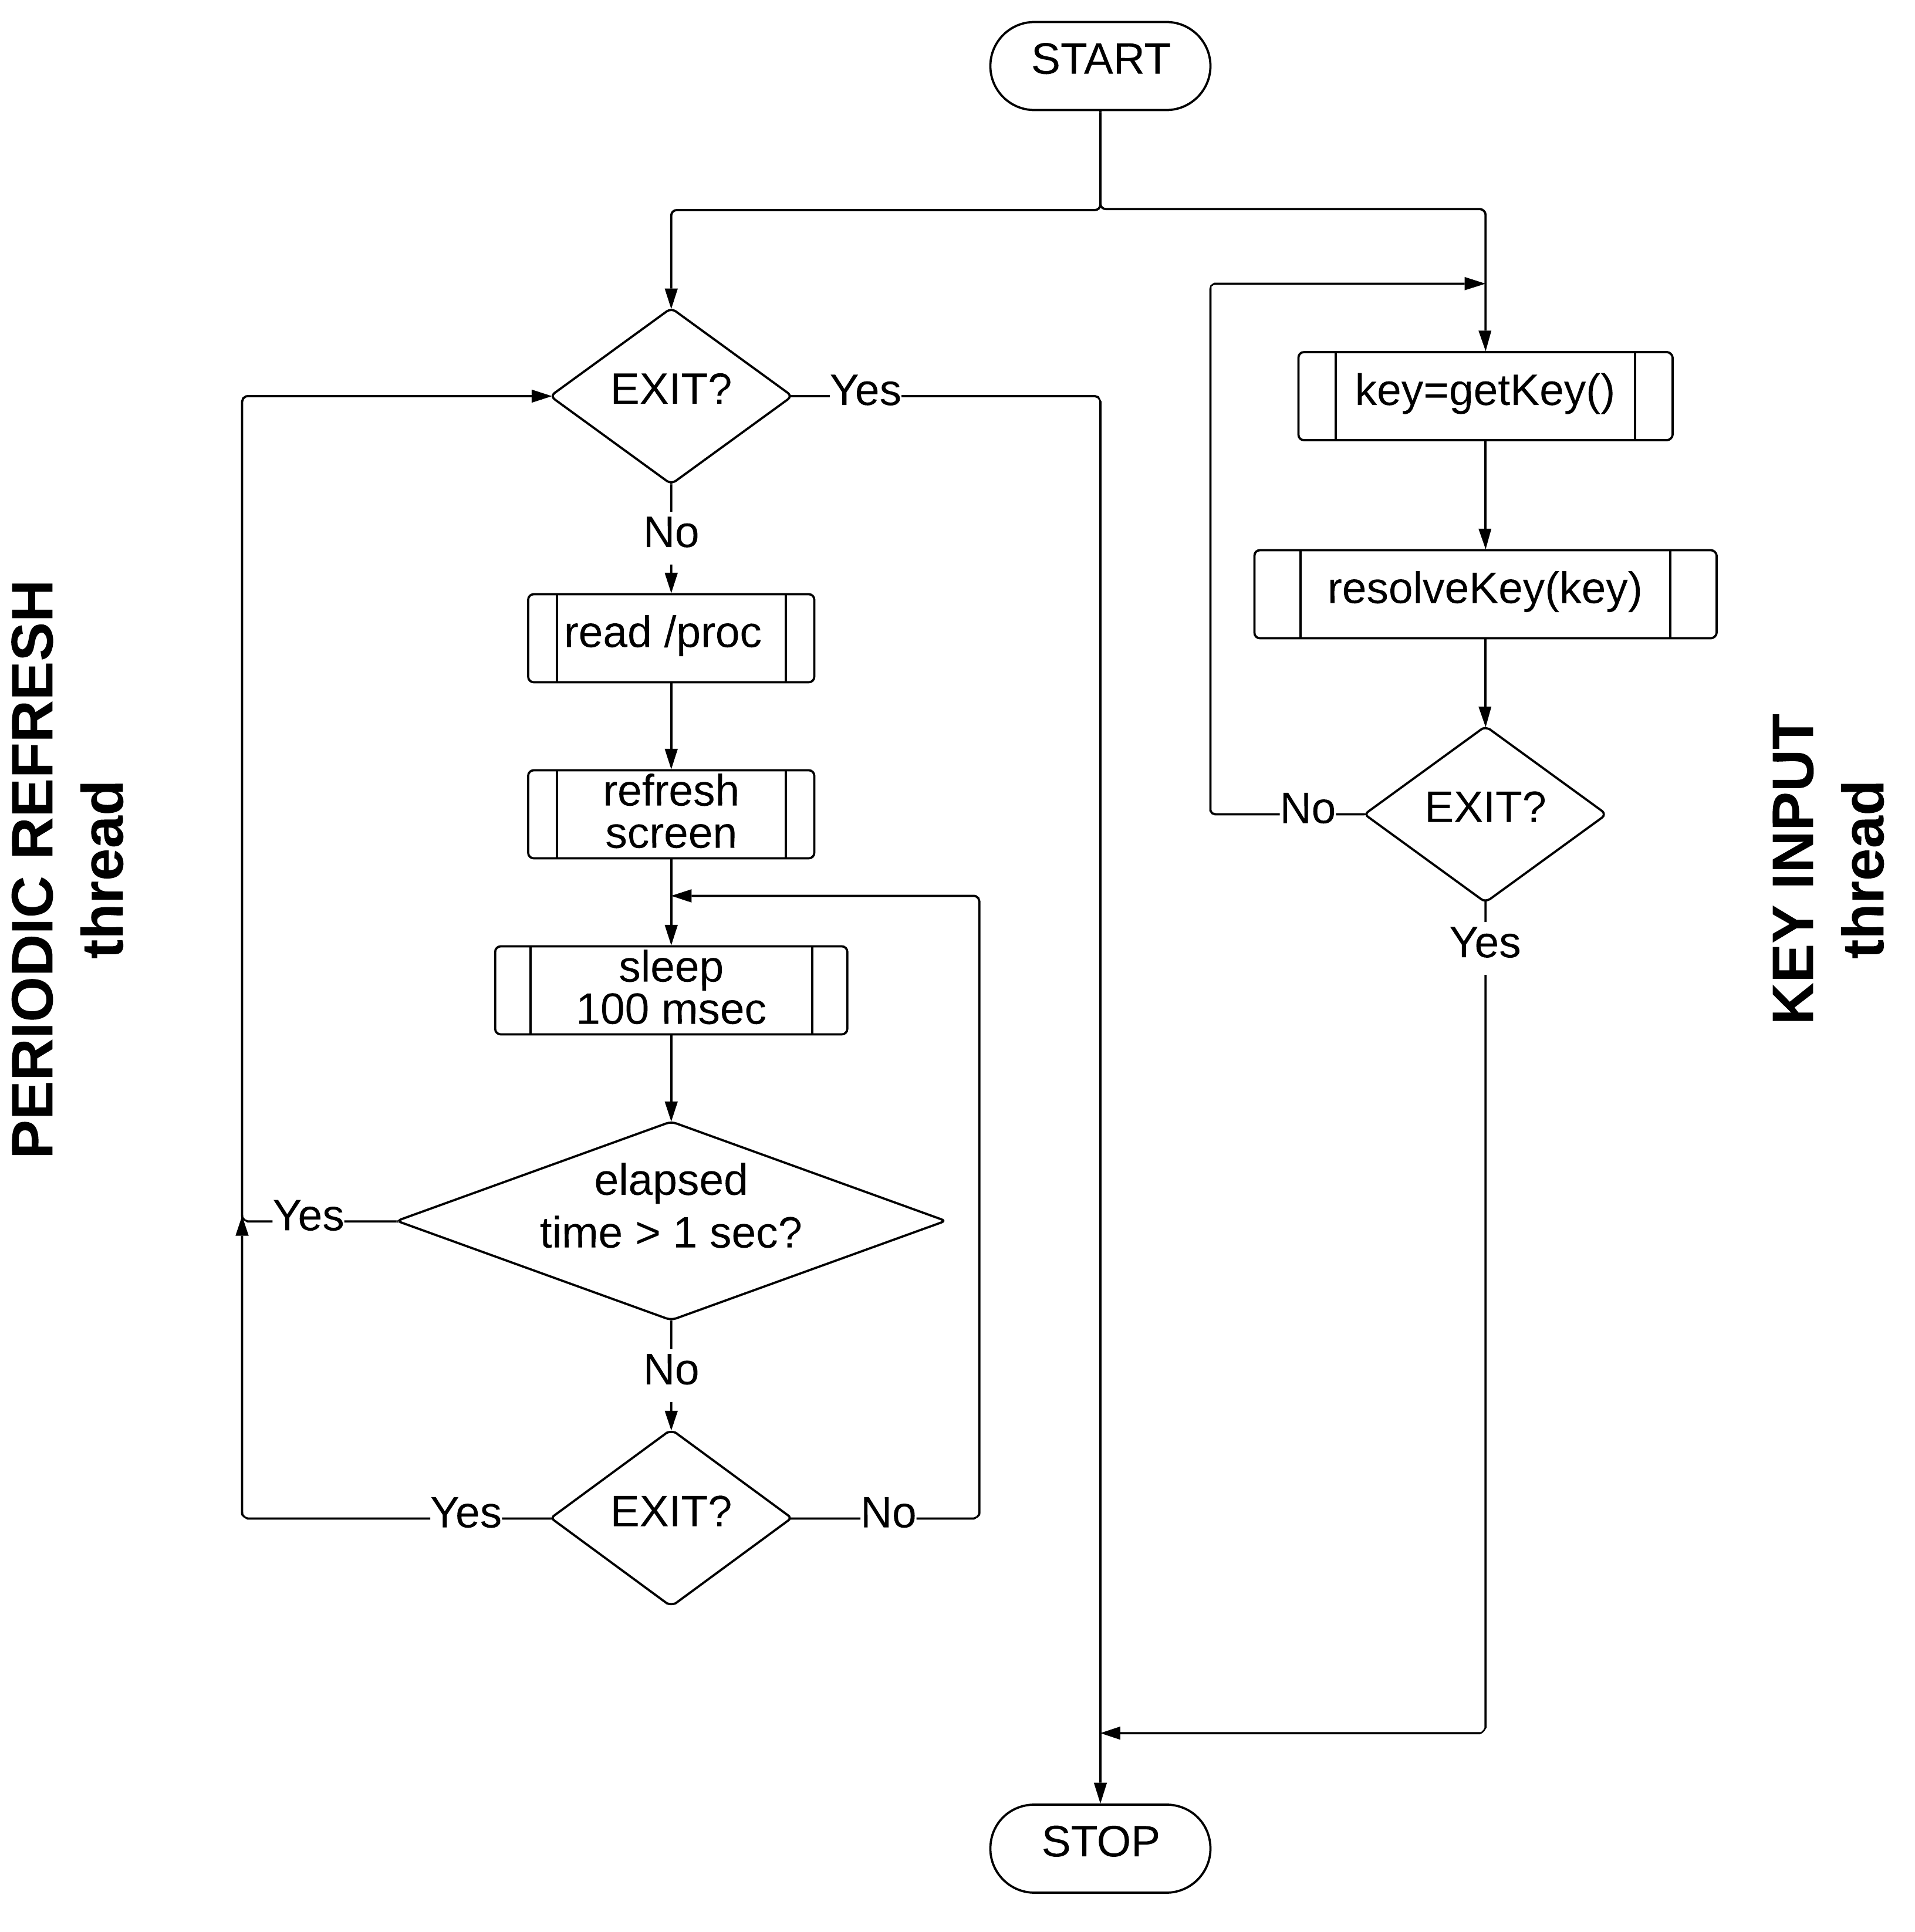 START
EXIT?
Yes
No
read /proc
refresh
screen
sleep
100 msec
elapsed
time > 1 sec?
Yes
No
EXIT?
Yes
No
key=getKey()
resolveKey(key)
EXIT?
No
Yes
STOP
PERIODIC REFRESH
thread
KEY INPUT
thread